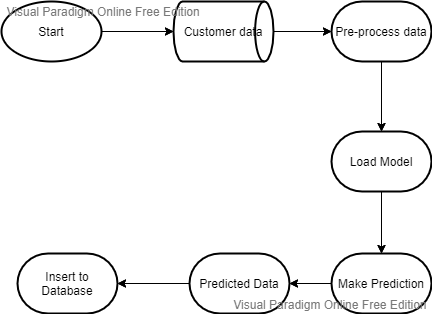 Visual Paradigm Online Free Edition
Start
Customer data
Pre-process data
Load Model
Make Prediction
Predicted Data
Insert to
Database
Visual Paradigm Online Free Edition